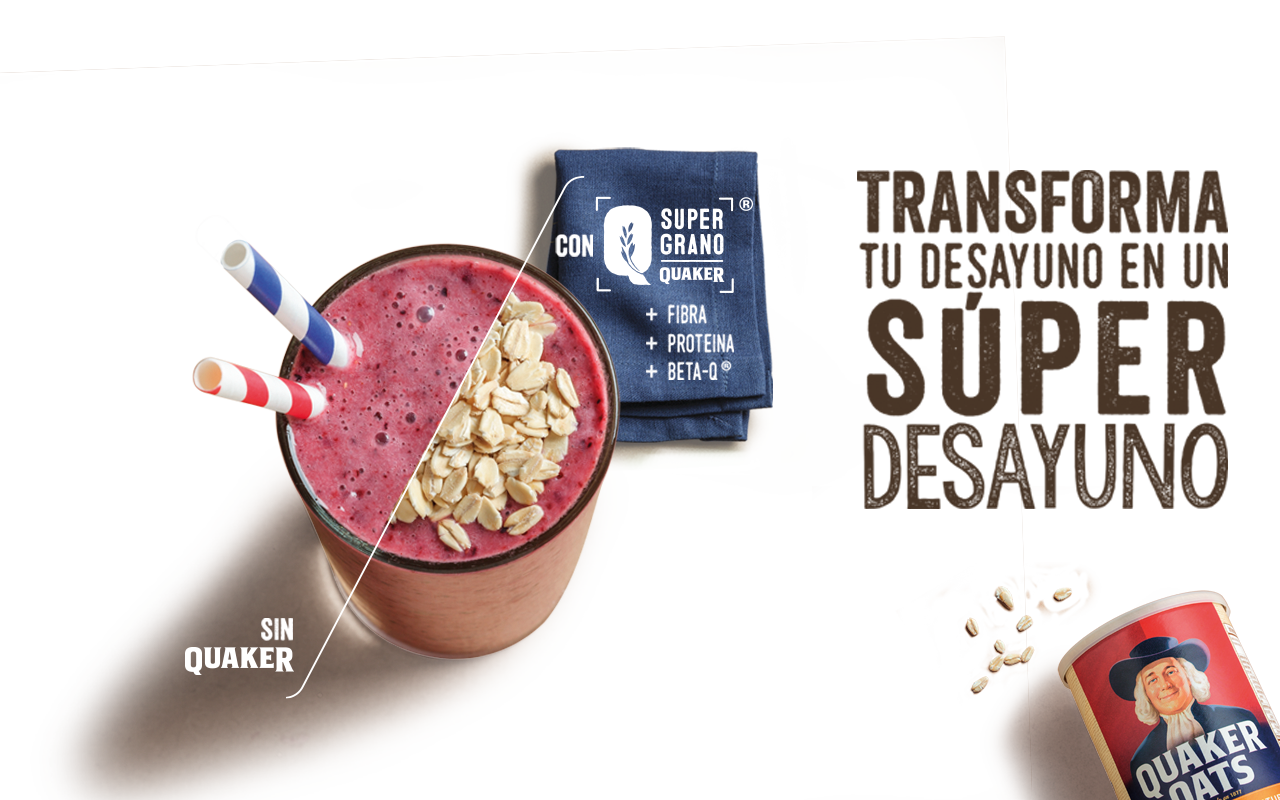 TRANSFORMA
TU DESAYUNO EN UN
SÚPER
DESAYUNO
CON
Q
SUPER
GRANO
QUAKER
®
+ FIBRA
+ PROTEINA
+ BETA-Q®
SIN
QUAKER
QUAKER
OATS